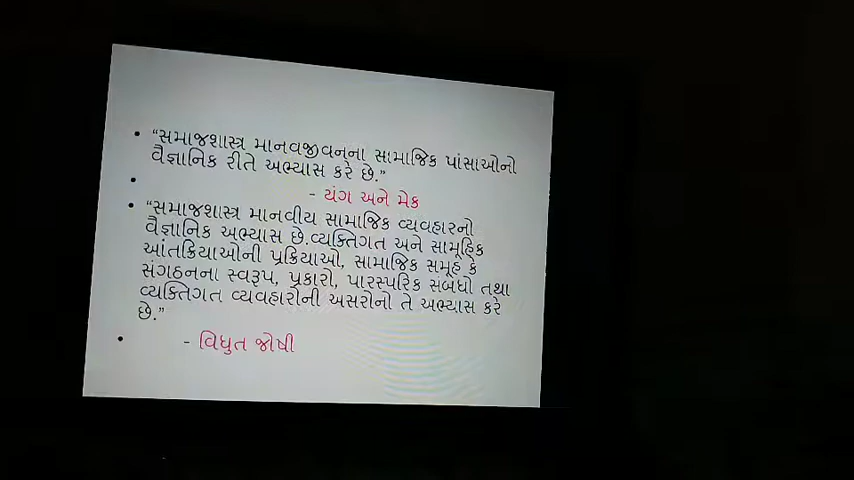 • “સમાજશાસ્ત્ર માનવજીવનના સામાજિક પાંસાઓનો
વૈજ્ઞાનિક રીતે અભ્યાસ કરે છે.”
•
- યંગ અને મેક
• “સમાજશાસ્ત્ર માનવીય સામાજિક વ્યવહારનો
વૈજ્ઞાનિક અભ્યાસ છે.વ્યક્તિગત અને સામૂહિક
આંતક્રિયાઓની પ્રક્રિયાઓ, સામાજિક સમૂહ કે
સંગઠનના સ્વરૂપ, પ્રકારો, પારસ્પરિક સબંધો તથા
વ્યક્તિગત વ્યવહારોની અસરોનો તે અભ્યાસ કરે
છે.”
• - વિધુત જોષી